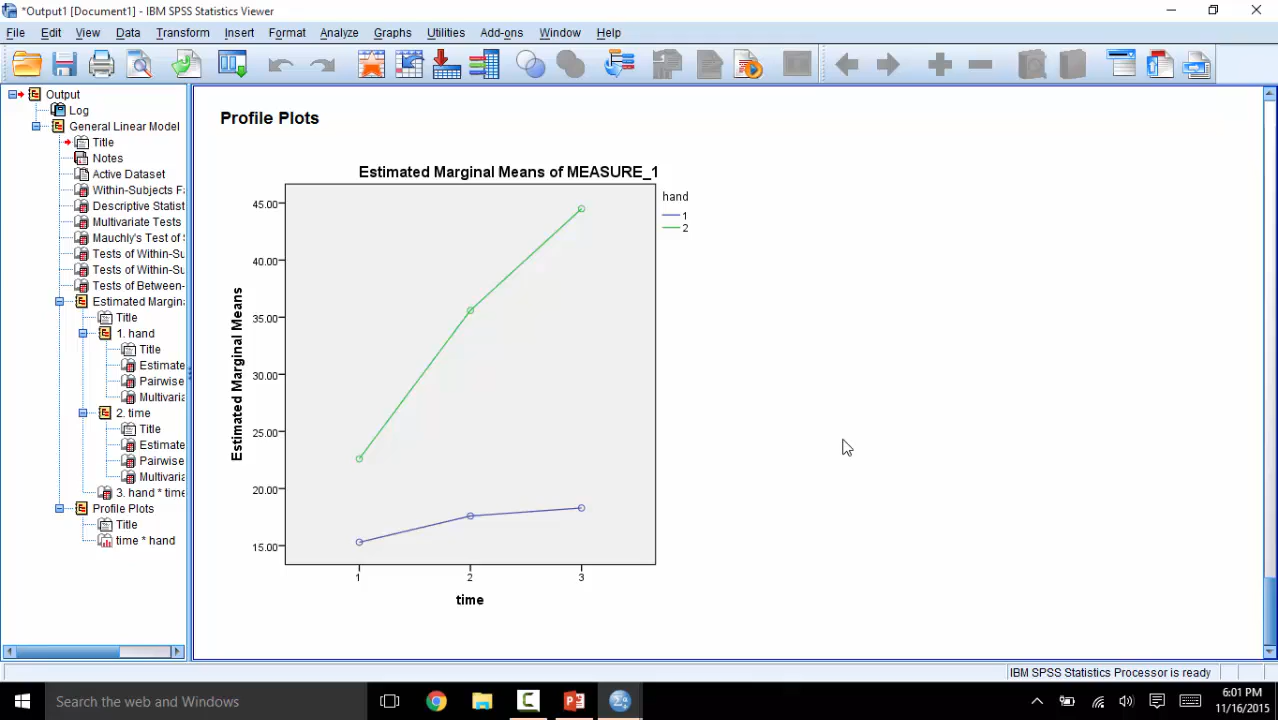 *Output1 [Document1] - IBM SPSS Statistics Viewer
File Edit View Data Transform Insert Format Analyze Graphs Utilities Add-ons Window Help
Output
Log
General Linear Model
Title
Notes
Active Dataset
Within-Subjects Fa
Descriptive Statist
Multivariate Tests
Mauchly's Test of S
Tests of Within-Su
Tests of Within-Su
Tests of Between-
Estimated Margina
Title
1. hand
Title
Estimate
Pairwise
Multivaria
2. time
Title
Estimate
Pairwise
Multivaria
3. hand * time
Profile Plots
Title
time * hand
Profile Plots
Estimated Marginal Means of MEASURE_1
Estimated Marginal Means
45.00
40.00
35.00
30.00
25.00
20.00
15.00
1 2 3
time
hand
1
2
IBM SPSS Statistics Processor is ready
Search the web and Windows
6:01 PM
11/16/2015